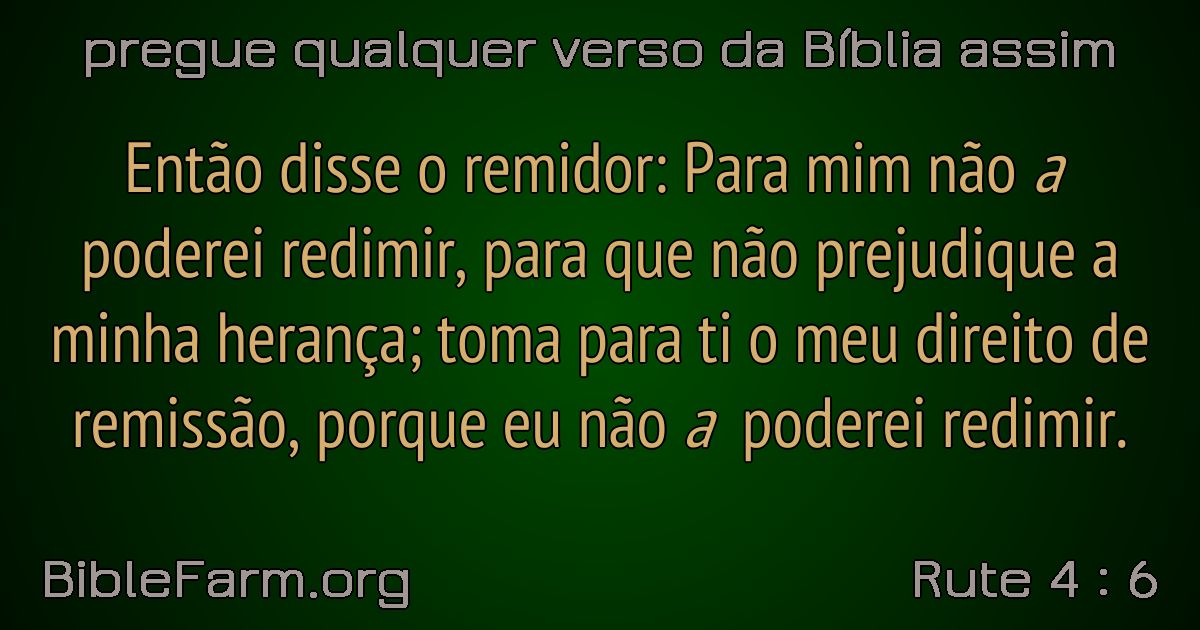 pregue qualquer verso da Bíblia assim
Então disse o remidor: Para mim não a
poderei redimir, para que não prejudique a
minha herança; toma para ti o meu direito de
remissão, porque eu não a poderei redimir.
BibleFarm.org
Rute 4 : 6